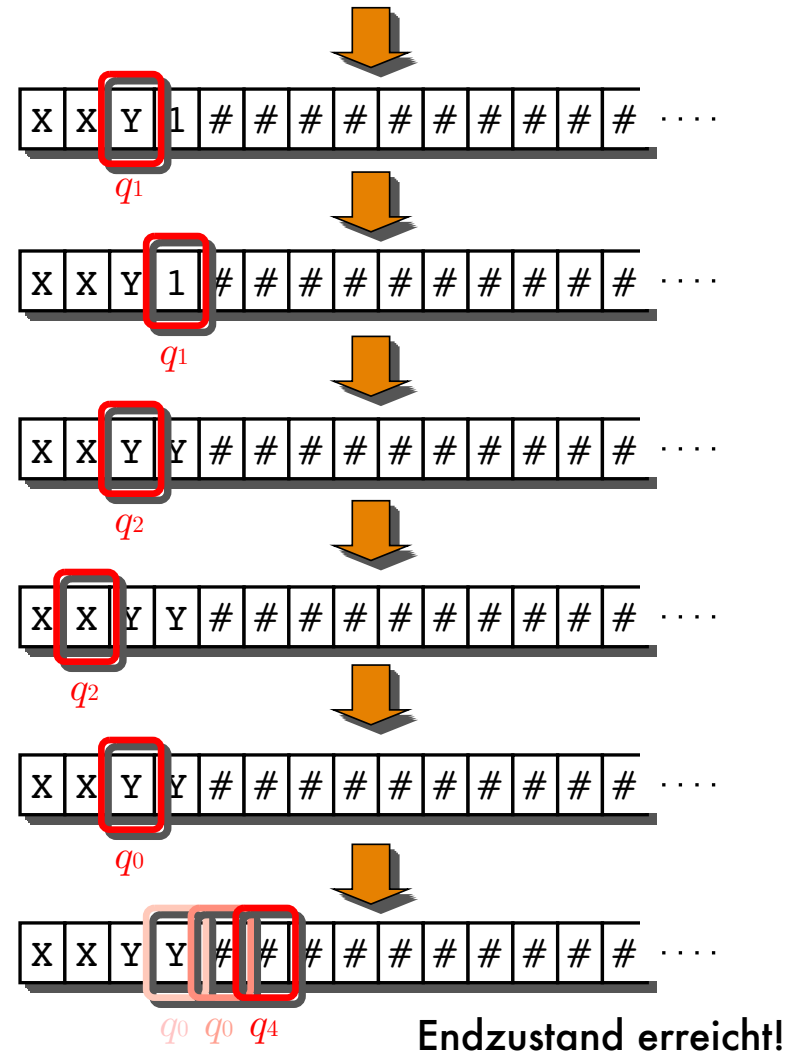 X X Y 1 # # # # # # # # # # ····
q1
X X Y 1 # # # # # # # # # # ····
q1
X X Y Y # # # # # # # # # # ····
q2
X X Y Y # # # # # # # # # # ····
q2
X X Y Y # # # # # # # # # # ····
q0
X X Y Y # # # # # # # # # # ····
q0 q0 q4
Endzustand erreicht!